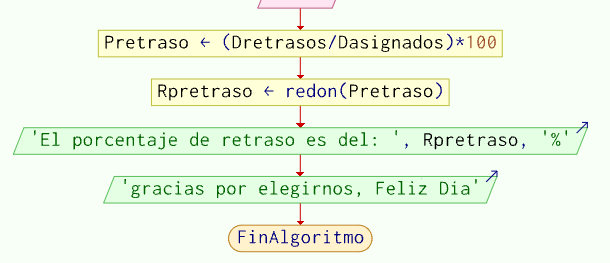 Pretraso ← (Dretrasos/Dasignados)*100
Rpretraso ← redon(Pretraso)
'El porcentaje de retraso es del: ', Rpretraso, '%'
'gracias por elegirnos, Feliz Dia'
FinAlgoritmo